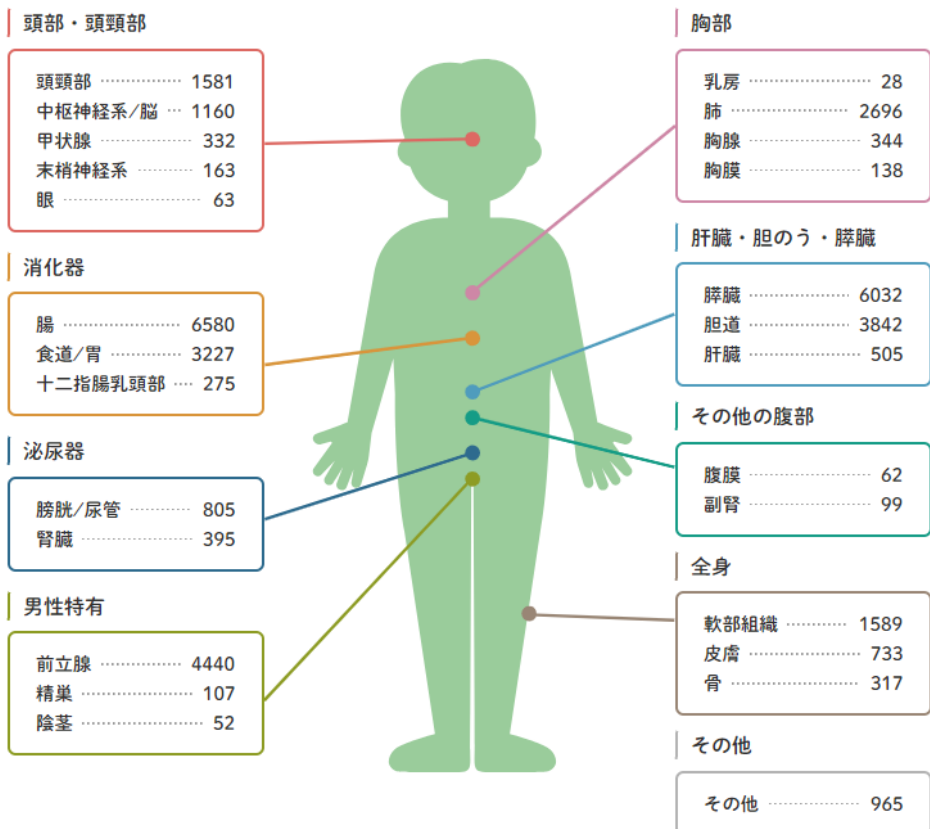 頭部・頭頸部
頭頸部 1581
中枢神経系/脳 1160
甲状腺 332
末梢神経系 163
眼 63
消化器
腸 6580
食道/胃 3227
十二指腸乳頭部 275
泌尿器
膀胱/尿管 805
腎臓 395
男性特有
前立腺 4440
精巣 107
陰茎 52
胸部
乳房 28
肺 2696
胸腺 344
胸膜 138
肝臓・胆のう・膵臓
膵臓 6032
胆道 3842
肝臓 505
その他の腹部
腹膜 62
副腎 99
全身
軟部組織 1589
皮膚 733
骨 317
その他
その他 965